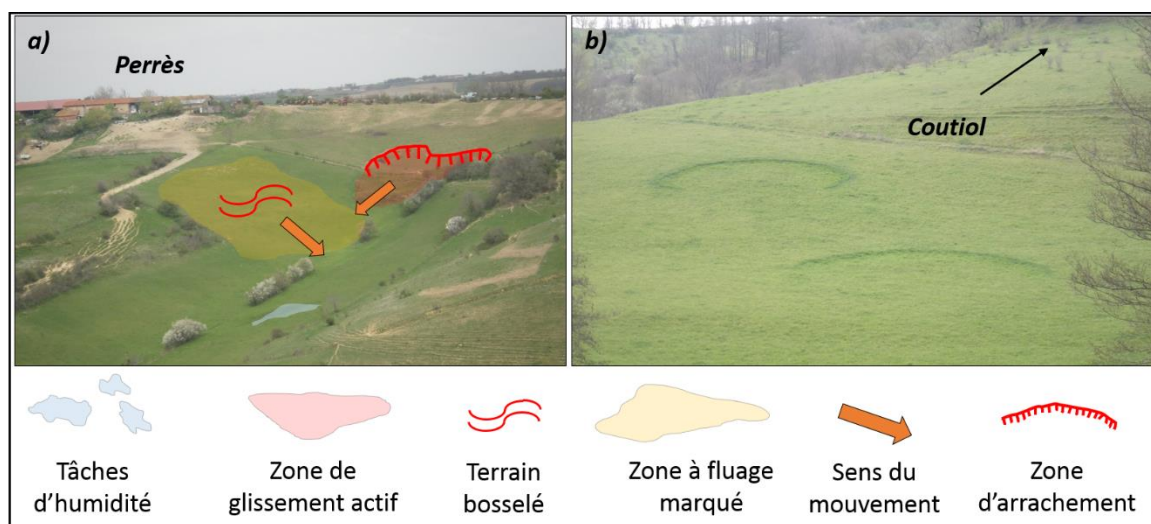 a)
Perrès
b)
Coutiol
Tâches
d’humidité
Zone de
glissement actif
Terrain
bosselé
Zone à fluage
marqué
Sens du
mouvement
Zone
d’arrachement